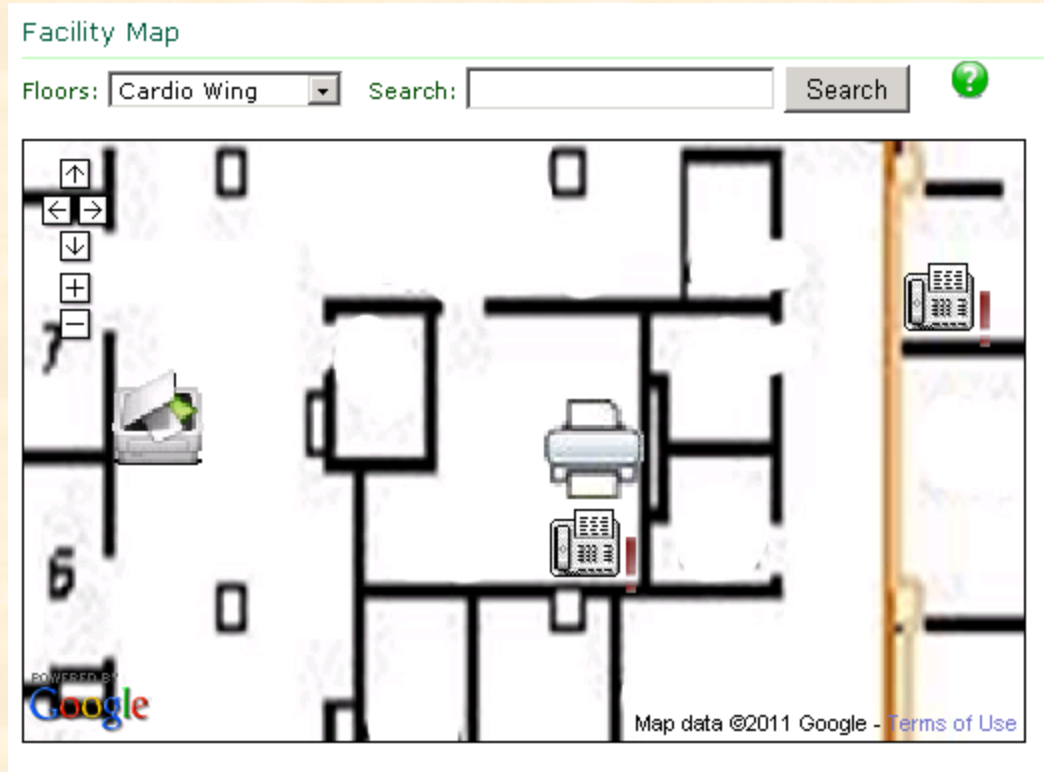 Facility Map
Floors: Cardio Wing Search: Search ?
7
6
POWERED BY
Google
Map data ©2011 Google - Terms of Use